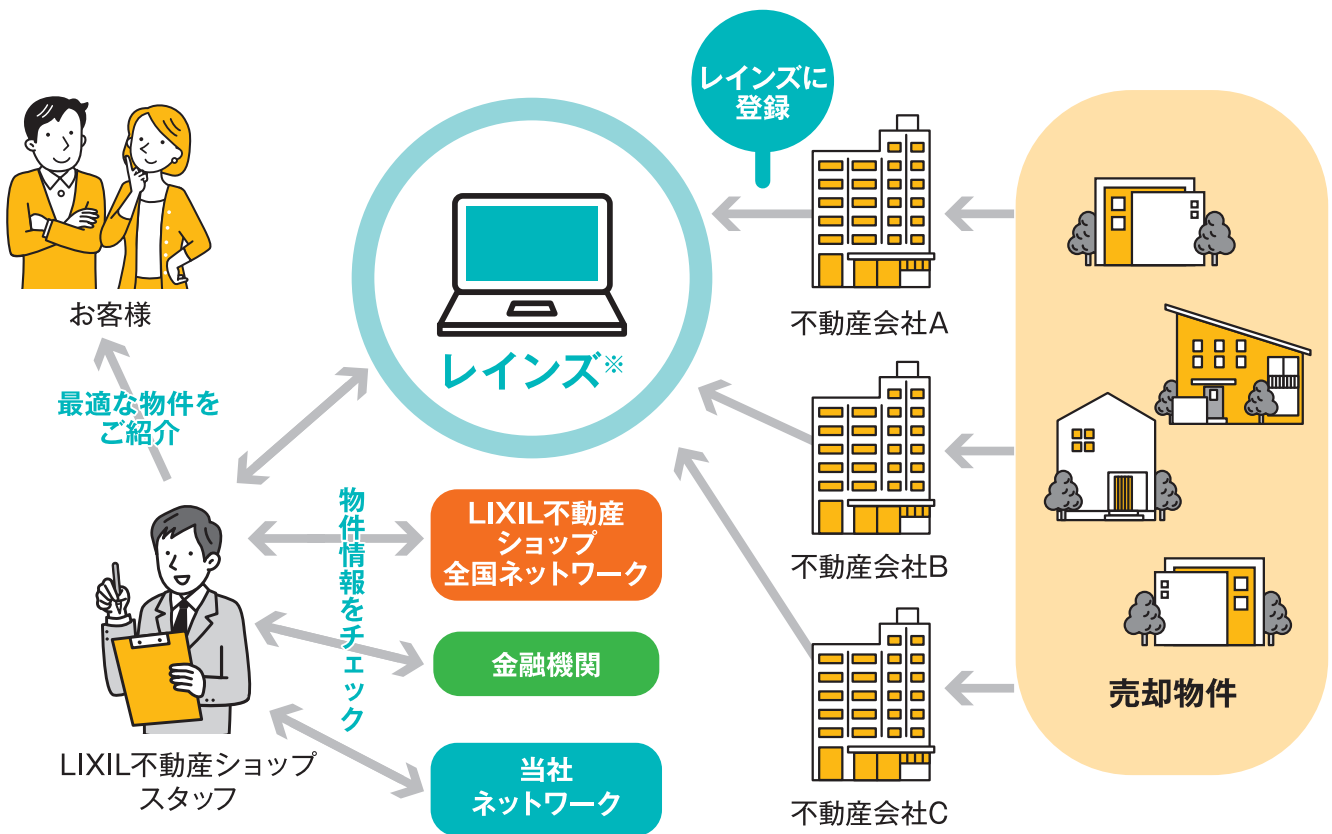 レインズに
登録
お客様
レインズ※
不動産会社A
最適な物件を
ご紹介
物件情報をチェック
LIXIL不動産
ショップ
全国ネットワーク
不動産会社B
金融機関
売却物件
LIXIL不動産ショップ
スタッフ
当社
ネットワーク
不動産会社C